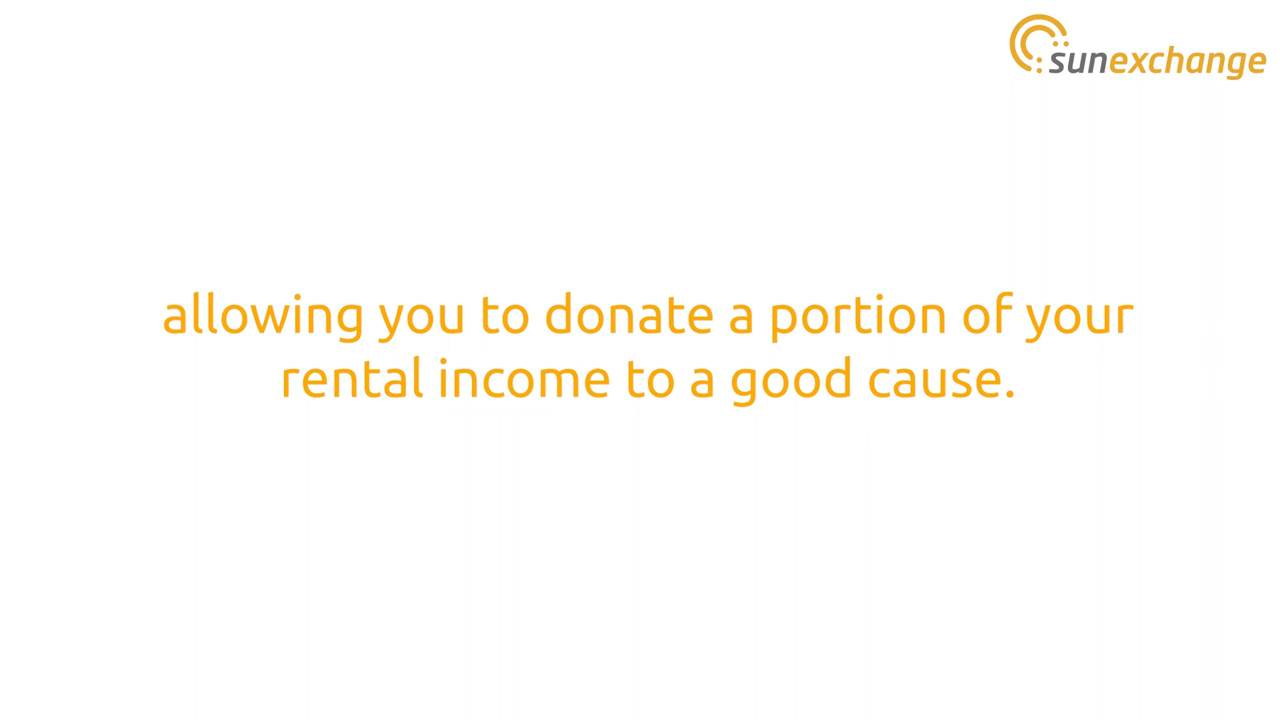 sunexchange
allowing you to donate a portion of your
rental income to a good cause.